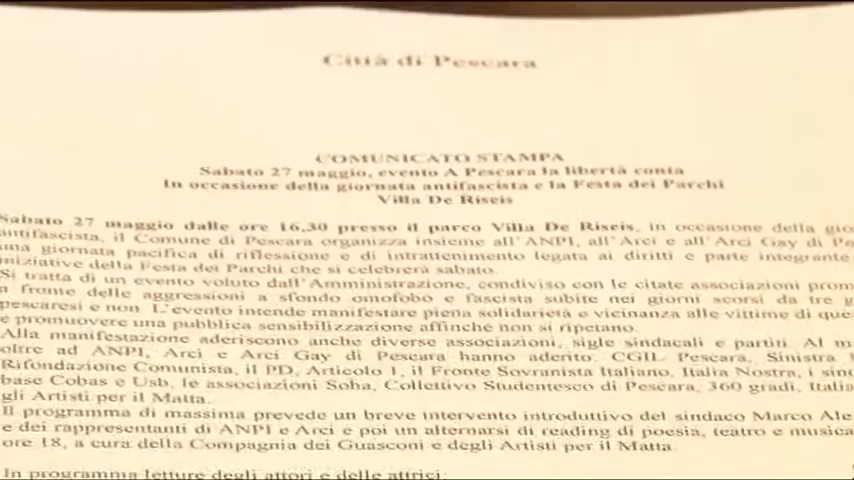 Città di Pescara
COMUNICATO STAMPA
Sabato 27 maggio, evento A Pescara la libertà conta
In occasione della giornata antifascista e la Festa dei Parchi
Villa De Riseis
Sabato 27 maggio dalle ore 16,30 presso il parco Villa De Riseis, in occasione della
antifascista, il Comune di Pescara organizza insieme all'ANPI, all'Arci e all'Arci Gay di
una giornata pacifica di riflessione e di intrattenimento legata ai diritti e parte integrante
iniziative della Festa dei Parchi che si celebrerà sabato.
Si tratta di un evento voluto dall'Amministrazione, condiviso con le citate associazioni
a fronte delle aggressioni a sfondo omofobo e fascista subite nei giorni scorsi da tre
pescaresi e non. L'evento intende manifestare piena solidarietà e vicinanza alle vittime di
e promuovere una pubblica sensibilizzazione affinché non si ripetano.
Alla manifestazione aderiscono anche diverse associazioni, sigle sindacali e partiti. Al
oltre ad ANPI, Arci e Arci Gay di Pescara hanno aderito: CGIL Pescara, Sinistra
Rifondazione Comunista, il PD, Articolo 1, il Fronte Sovranista Italiano, Italia Nostra, i
base Cobas e Usb, le associazioni Soha, Collettivo Studentesco di Pescara, 360 gradi,
gli Artisti per il Matta.
Il programma di massima prevede un breve intervento introduttivo del sindaco Marco
e dei rappresentanti di ANPI e Arci e poi un alternarsi di reading di poesia, teatro e musica
ore 18, a cura della Compagnia dei Guasconi e degli Artisti per il Matta.
In programma letture degli attori e delle attrici: